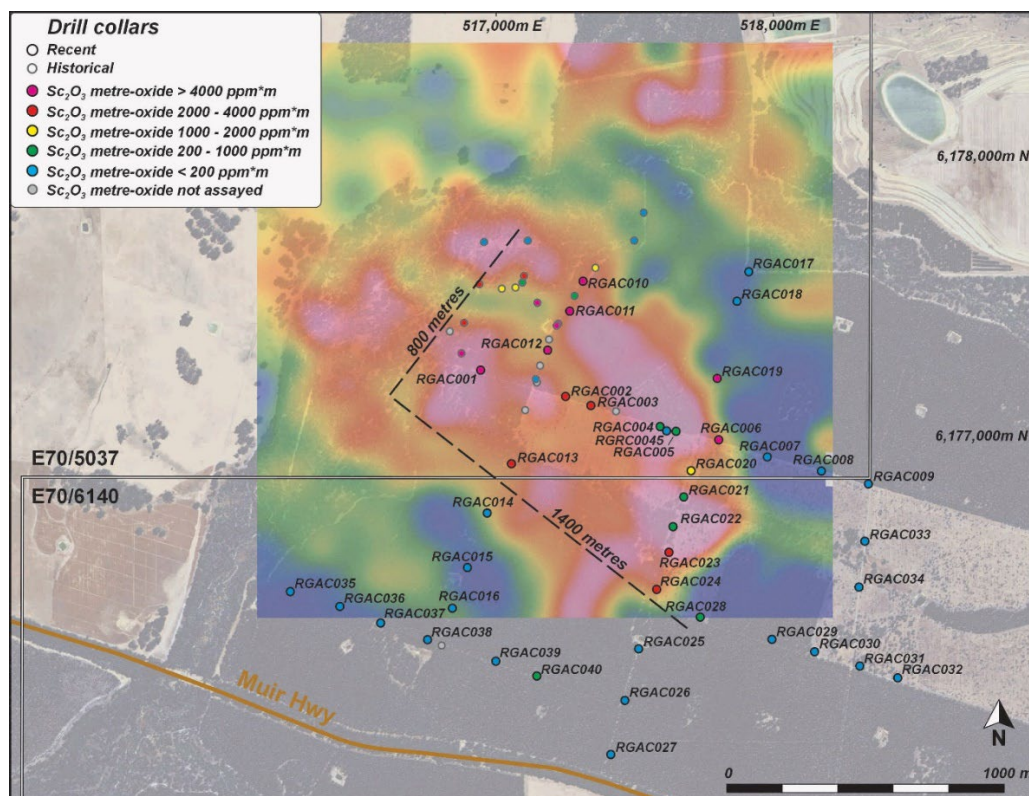 517,000m E
518,000m E
Drill collars
Recent
Historical
Sc₂O₃ metre-oxide > 4000 ppm*m
Sc₂O₃ metre-oxide 2000 - 4000 ppm*m
Sc₂O₃ metre-oxide 1000 - 2000 ppm*m
Sc₂O₃ metre-oxide 200 - 1000 ppm*m
Sc₂O₃ metre-oxide < 200 ppm*m
Sc₂O₃ metre-oxide not assayed
6,178,000m N
RGAC017
RGAC010
RGAC018
RGAC011
800 metres
RGAC012
RGAC001
RGAC019
RGAC002
RGAC003
RGAC004
RGRC0045
RGAC005
RGAC006
6,177,000m N
RGAC007
RGAC013
RGAC020
RGAC008
E70/5037
RGAC009
E70/6140
RGAC014
RGAC021
RGAC022
1400 metres
RGAC033
RGAC023
RGAC015
RGAC034
RGAC024
RGAC035
RGAC036
RGAC016
RGAC028
RGAC037
RGAC038
RGAC025
RGAC029
RGAC030
RGAC039
RGAC031
RGAC040
RGAC032
Muir Hwy
RGAC026
N
RGAC027
0
1000 m